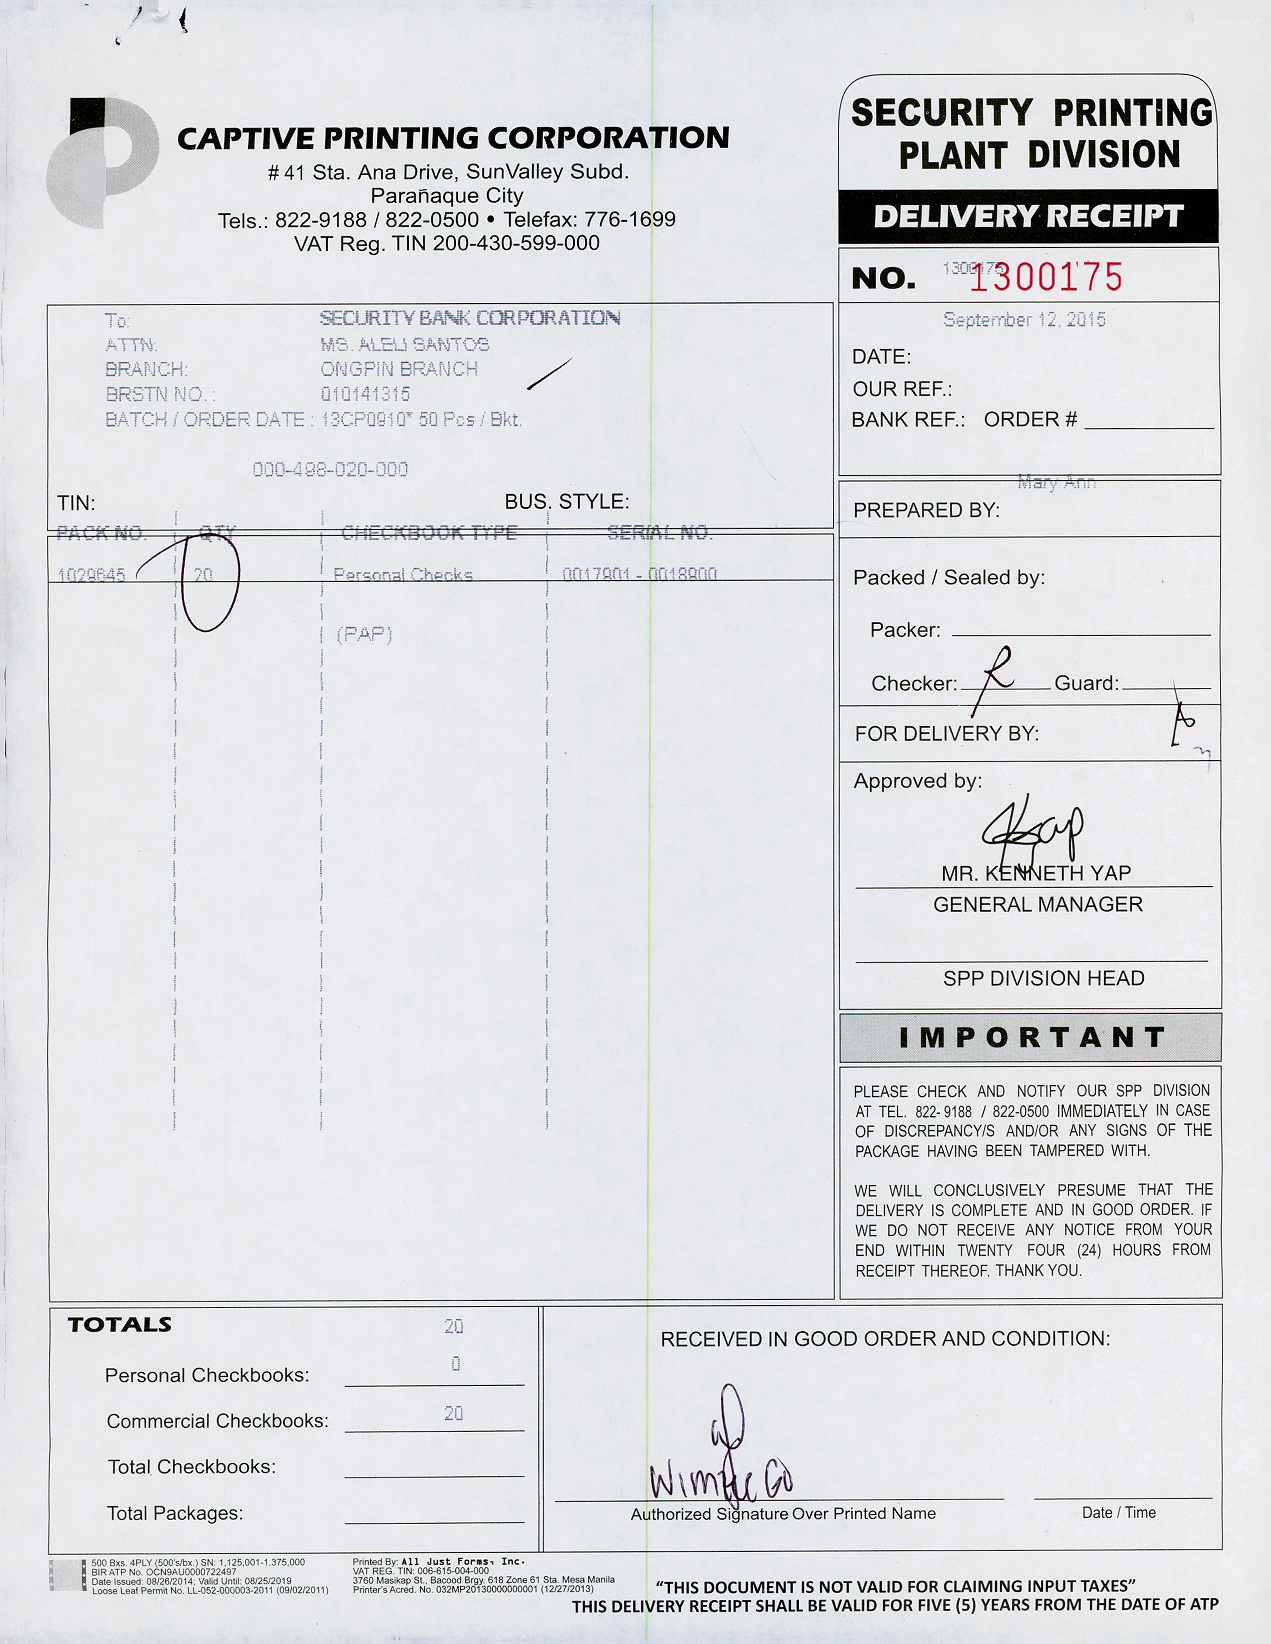 CAPTIVE PRINTING CORPORATION
# 41 Sta. Ana Drive, SunValley Subd.
Parañaque City
Tels.: 822-9188 / 822-0500 • Telefax: 776-1699
VAT Reg. TIN 200-430-599-000
SECURITY PRINTING
PLANT DIVISION
DELIVERY RECEIPT
NO. 1300175
1300175
September 12, 2015
DATE:
OUR REF.:
BANK REF.: ORDER #
To: SECURITY BANK CORPORATION
ATTN: MS. ALELI SANTOS
BRANCH: ONGPIN BRANCH
BRSTN NO. : 010141315
BATCH / ORDER DATE : 13CP0910* 50 Pcs / Bkt.
000-498-020-000
TIN: BUS. STYLE:
PACK NO. QTY CHECKBOOK TYPE SERIAL NO.
1029645 20 Personal Checks 0017901 - 0018900
(PAP)
Mary Ann
PREPARED BY:
Packed / Sealed by:
Packer:
Checker: Guard:
FOR DELIVERY BY:
Approved by:
MR. KENNETH YAP
GENERAL MANAGER
SPP DIVISION HEAD
IMPORTANT
PLEASE CHECK AND NOTIFY OUR SPP DIVISION
AT TEL. 822-9188 / 822-0500 IMMEDIATELY IN CASE
OF DISCREPANCY/S AND/OR ANY SIGNS OF THE
PACKAGE HAVING BEEN TAMPERED WITH.
WE WILL CONCLUSIVELY PRESUME THAT THE
DELIVERY IS COMPLETE AND IN GOOD ORDER. IF
WE DO NOT RECEIVE ANY NOTICE FROM YOUR
END WITHIN TWENTY FOUR (24) HOURS FROM
RECEIPT THEREOF. THANK YOU.
TOTALS 20
Personal Checkbooks: 0
Commercial Checkbooks: 20
Total Checkbooks:
Total Packages:
RECEIVED IN GOOD ORDER AND CONDITION:
Authorized Signature Over Printed Name
Date / Time
500 Bxs. 4PLY (500's/bx.) SN: 1,125,001-1,375,000
BIR ATP No. OCN9AU0000722497
Date Issued: 08/26/2014; Valid Until: 08/25/2019
Loose Leaf Permit No. LL-052-000003-2011 (09/02/2011)
Printed By: All Just Forms, Inc.
VAT REG. TIN: 006-615-004-000
3760 Masikap St., Bacood Brgy. 618 Zone 61 Sta. Mesa Manila
Printer's Acred. No. 032MP20130000000001 (12/27/2013)
"THIS DOCUMENT IS NOT VALID FOR CLAIMING INPUT TAXES"
THIS DELIVERY RECEIPT SHALL BE VALID FOR FIVE (5) YEARS FROM THE DATE OF ATP